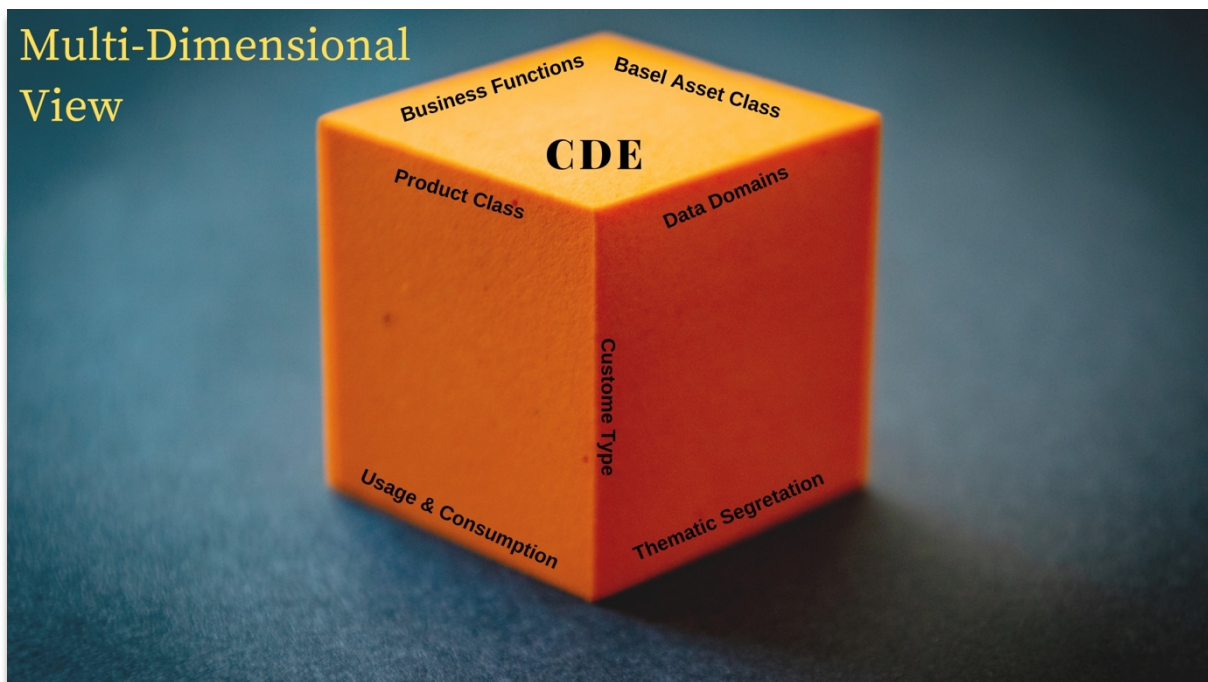 Multi-Dimensional
View
Business Functions
Basel Asset Class
CDE
Product Class
Data Domains
Custome Type
Usage & Consumption
Thematic Segretation